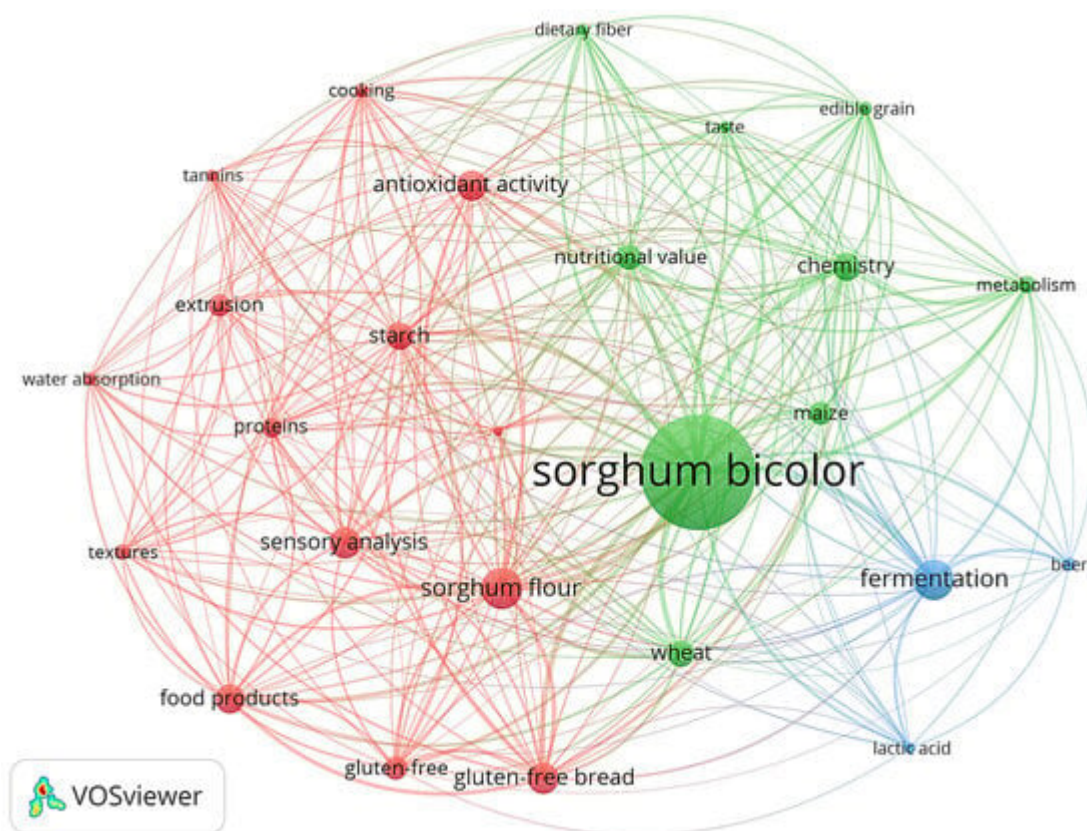 dietary fiber
cooking
edible grain
taste
tannins
antioxidant activity
nutritional value
chemistry
metabolism
extrusion
starch
water absorption
proteins
maize
sorghum bicolor
sensory analysis
textures
sorghum flour
fermentation
beer
wheat
food products
gluten-free
gluten-free bread
lactic acid
VOSviewer